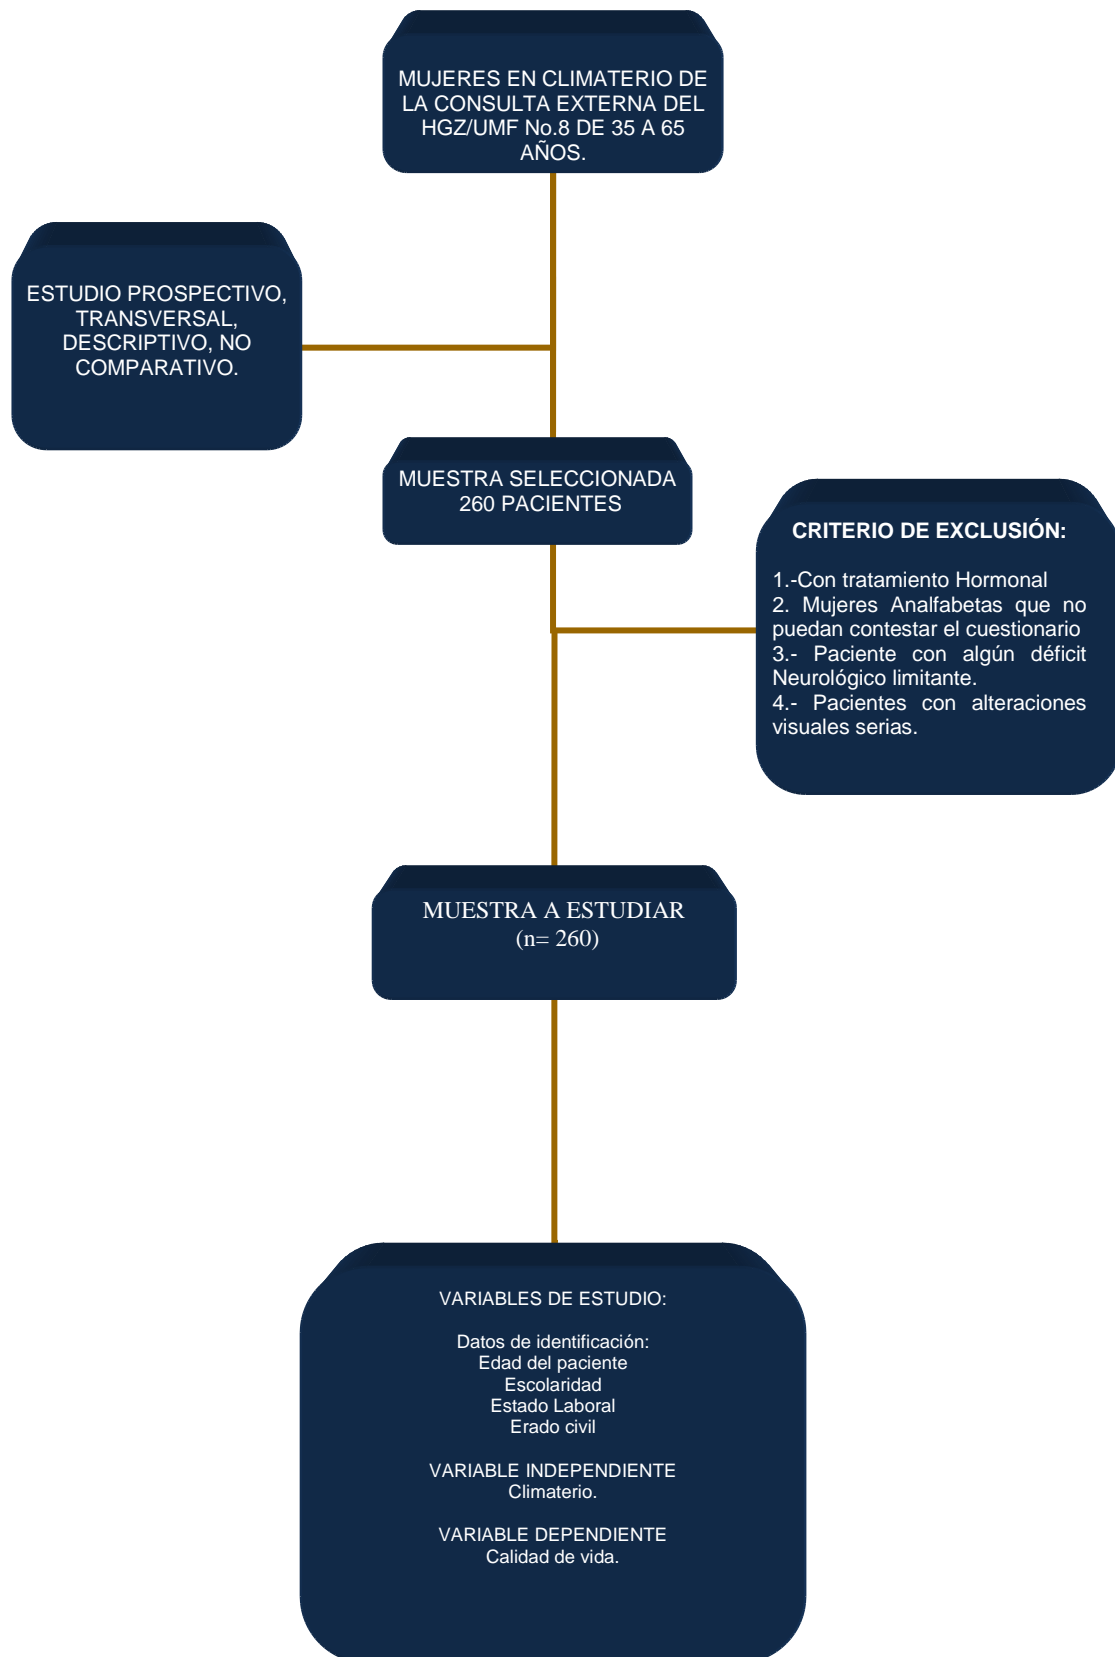 MUJERES EN CLIMATERIO DE
LA CONSULTA EXTERNA DEL
HGZ/UMF No.8 DE 35 A 65
AÑOS.
ESTUDIO PROSPECTIVO,
TRANSVERSAL,
DESCRIPTIVO, NO
COMPARATIVO.
MUESTRA SELECCIONADA
260 PACIENTES
CRITERIO DE EXCLUSIÓN:
1.-Con tratamiento Hormonal
2. Mujeres Analfabetas que no
puedan contestar el cuestionario
3.- Paciente con algún déficit
Neurológico limitante.
4.- Pacientes con alteraciones
visuales serias.
MUESTRA A ESTUDIAR
(n= 260)
VARIABLES DE ESTUDIO:
Datos de identificación:
Edad del paciente
Escolaridad
Estado Laboral
Erado civil
VARIABLE INDEPENDIENTE
Climaterio.
VARIABLE DEPENDIENTE
Calidad de vida.